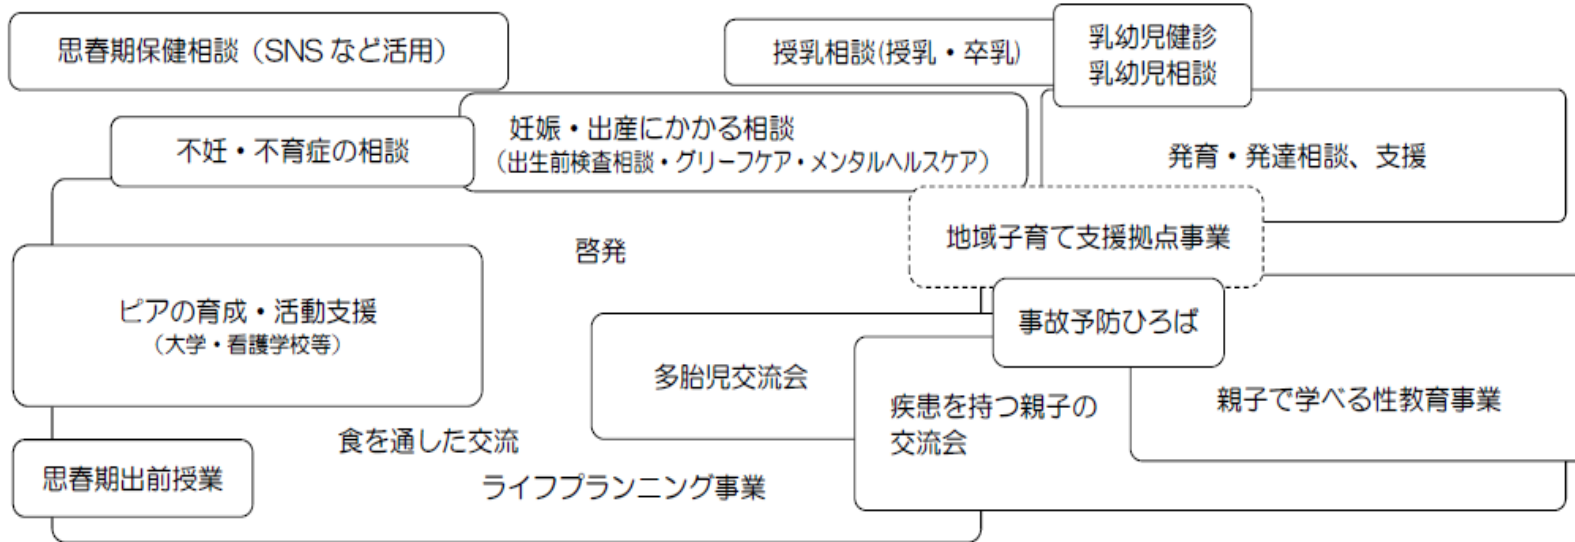 思春期保健相談（SNSなど活用）
授乳相談(授乳・卒乳)
乳幼児健診
乳幼児相談
不妊・不育症の相談
妊娠・出産にかかる相談
（出生前検査相談・グリーフケア・メンタルヘルスケア）
発育・発達相談、支援
地域子育て支援拠点事業
啓発
ピアの育成・活動支援
（大学・看護学校等）
事故予防ひろば
多胎児交流会
疾患を持つ親子の
交流会
親子で学べる性教育事業
食を通した交流
思春期出前授業
ライフプランニング事業